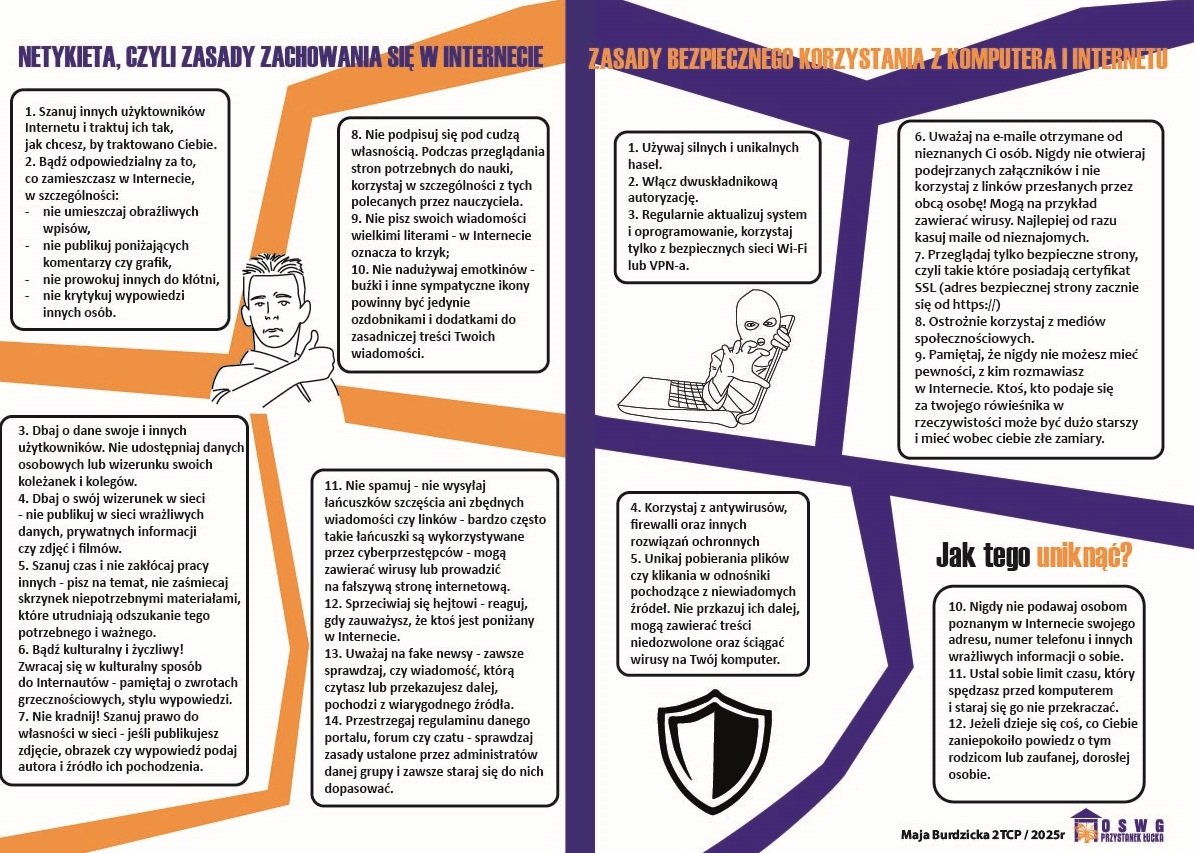 NETYKIETA, CZYLI ZASADY ZACHOWANIA SIĘ W INTERNECIE
1. Szanuj innych użyktowników
Internetu i traktuj ich tak,
jak chcesz, by traktowano Ciebie.
2. Bądź odpowiedzialny za to,
co zamieszczasz w Internecie,
w szczególności:
- nie umieszczaj obraźliwych
wpisów,
- nie publikuj poniżających
komentarzy czy grafik,
- nie prowokuj innych do kłótni,
- nie krytykuj wypowiedzi
innych osób.
3. Dbaj o dane swoje i innych
użytkowników. Nie udostępniaj danych
osobowych lub wizerunku swoich
koleżanek i kolegów.
4. Dbaj o swój wizerunek w sieci
- nie publikuj w sieci wrażliwych
danych, prywatnych informacji
czy zdjęć i filmów.
5. Szanuj czas i nie zakłócaj pracy
innych - pisz na temat, nie zaśmiecaj
skrzynek niepotrzebnymi materiałami,
które utrudniają odszukanie tego
potrzebnego i ważnego.
6. Bądź kulturalny i życzliwy!
Zwracaj się w kulturalny sposób
do Internautów - pamiętaj o zwrotach
grzecznościowych, stylu wypowiedzi.
7. Nie kradnij! Szanuj prawo do
własności w sieci - jeśli publikujesz
zdjęcie, obrazek czy wypowiedź podaj
autora i źródło ich pochodzenia.
8. Nie podpisuj się pod cudzą
własnością. Podczas przeglądania
stron potrzebnych do nauki,
korzystaj w szczególności z tych
polecanych przez nauczyciela.
9. Nie pisz swoich wiadomości
wielkimi literami - w Internecie
oznacza to krzyk;
10. Nie nadużywaj emotkinów -
buźki i inne sympatyczne ikony
powinny być jedynie
ozdobnikami i dodatkami do
zasadniczej treści Twoich
wiadomości.
11. Nie spamuj - nie wysyłaj
łańcuszków szczęścia ani zbędnych
wiadomości czy linków - bardzo często
takie łańcuszki są wykorzystywane
przez cyberprzestępców - mogą
zawierać wirusy lub prowadzić
na fałszywą stronę internetową.
12. Sprzeciwiaj się hejtowi - reaguj,
gdy zauważysz, że ktoś jest poniżany
w Internecie.
13. Uważaj na fake newsy - zawsze
sprawdzaj, czy wiadomość, którą
czytasz lub przekazujesz dalej,
pochodzi z wiarygodnego źródła.
14. Przestrzegaj regulaminu danego
portalu, forum czy czatu - sprawdzaj
zasady ustalone przez administratów
danej grupy i zawsze staraj się do nich
dopasować.
ZASADY BEZPIECZNEGO KORZYSTANIA Z KOMPUTERA I INTERNETU
1. Używaj silnych i unikalnych
haseł.
2. Włącz dwuskładnikową
autoryzację.
3. Regularnie aktualizuj system
i oprogramowanie, korzystaj
tylko z bezpiecznych sieci Wi-Fi
lub VPN-a.
4. Korzystaj z antywirusów,
firewalli oraz innych
rozwiązań ochronnych
5. Unikaj pobierania plików
czy klikania w odnośniki
pochodzące z niewiadomych
źródeł. Nie przkazuj ich dalej,
mogą zawierać treści
niedozwolone oraz ściągać
wirusy na Twój komputer.
6. Uważaj na e-maile otrzymane od
nieznanych Ci osób. Nigdy nie otwieraj
podejrzanych załączników i nie
korzystaj z linków przesłanych przez
obcą osobę! Mogą na przykład
zawierać wirusy. Najlepiej od razu
kasuj maile od nieznajomych.
7. Przeglądaj tylko bezpieczne strony,
czyli takie które posiadają certyfikat
SSL (adres bezpiecznej strony zacznie
się od https://)
8. Ostrożnie korzystaj z mediów
społecznościowych.
9. Pamiętaj, że nigdy nie możesz mieć
pewności, z kim rozmawiasz
w Internecie. Ktoś, kto podaje się
za twojego rówieśnika w
rzeczywistości może być dużo starszy
i mieć wobec ciebie złe zamiary.
Jak tego uniknąć?
10. Nigdy nie podawaj osobom
poznanym w Internecie swojego
adresu, numer telefonu i innych
wrażliwych informacji o sobie.
11. Ustal sobie limit czasu, który
spędzasz przed komputerem
i staraj się go nie przekraczać.
12. Jeżeli dzieje się coś, co Ciebie
zaniepokoiło powiedz o tym
rodzicom lub zaufanej, dorosłej
osobie.
Maja Burdzicka 2TCP / 2025r
OSWG
PRZYSTANEK ŁUCKA